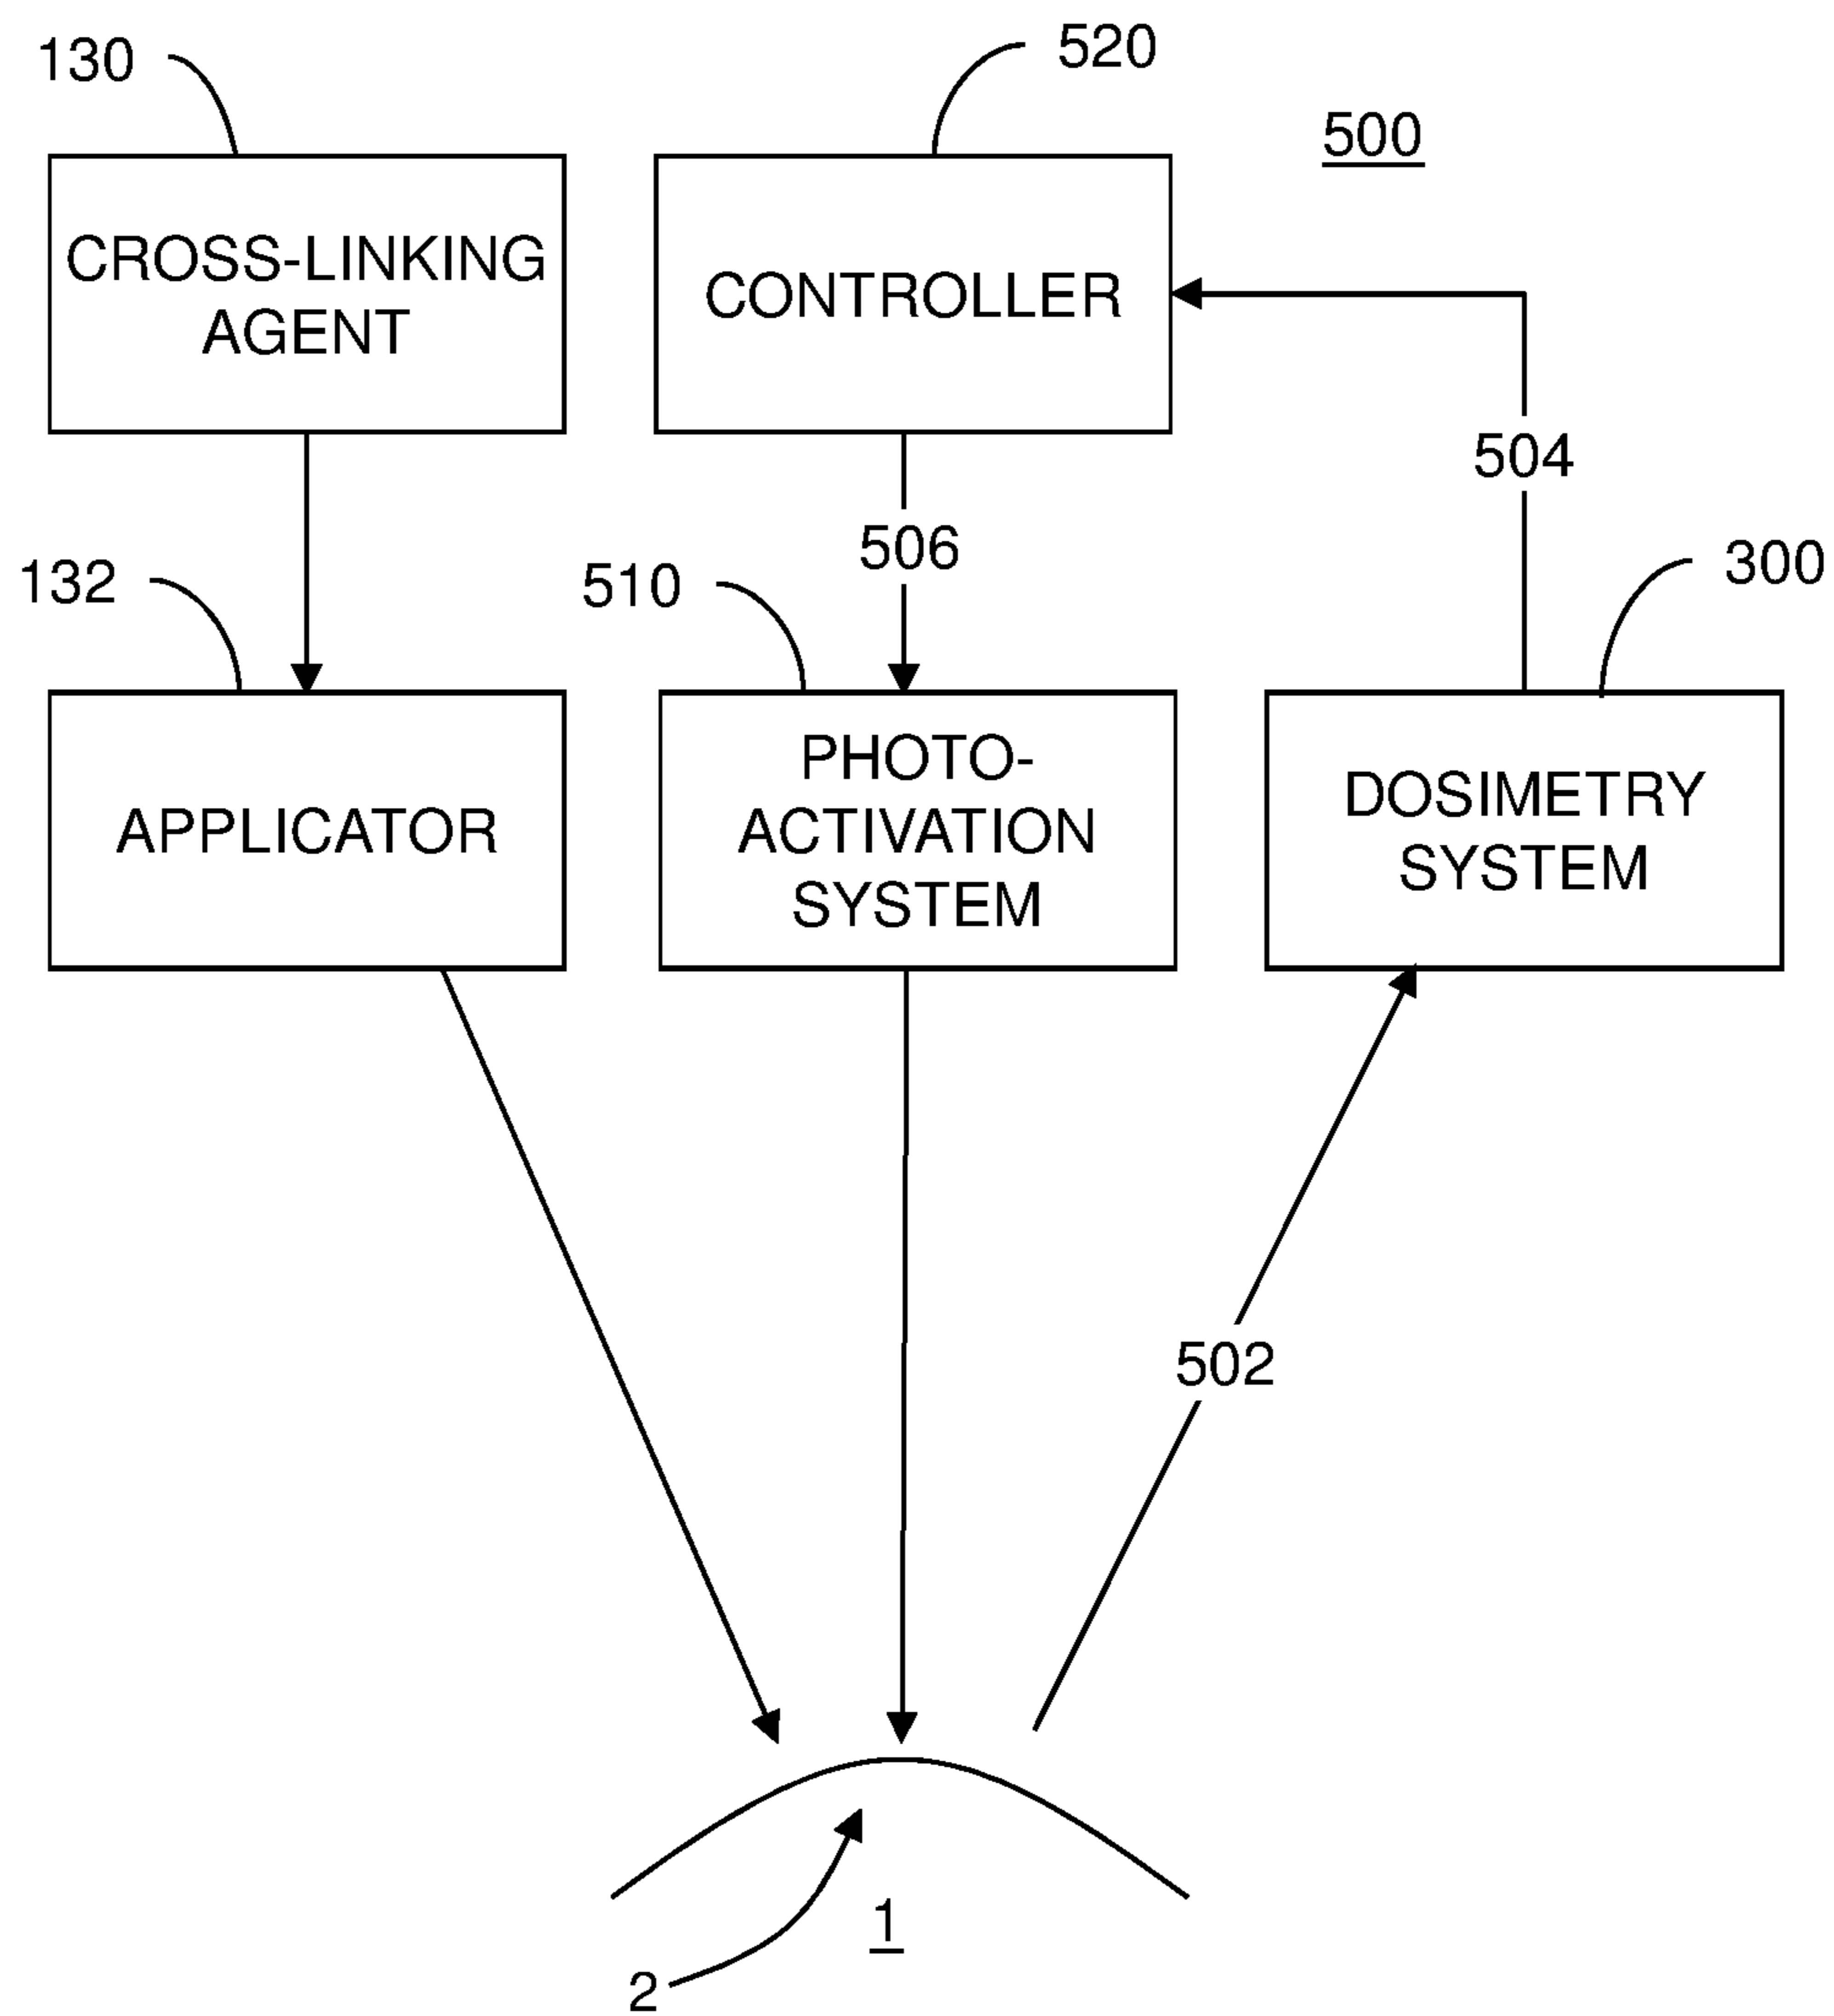 130
520
500
CROSS-LINKING
AGENT
CONTROLLER
504
506
132
510
300
APPLICATOR
PHOTO-
ACTIVATION
SYSTEM
DOSIMETRY
SYSTEM
502
1
2